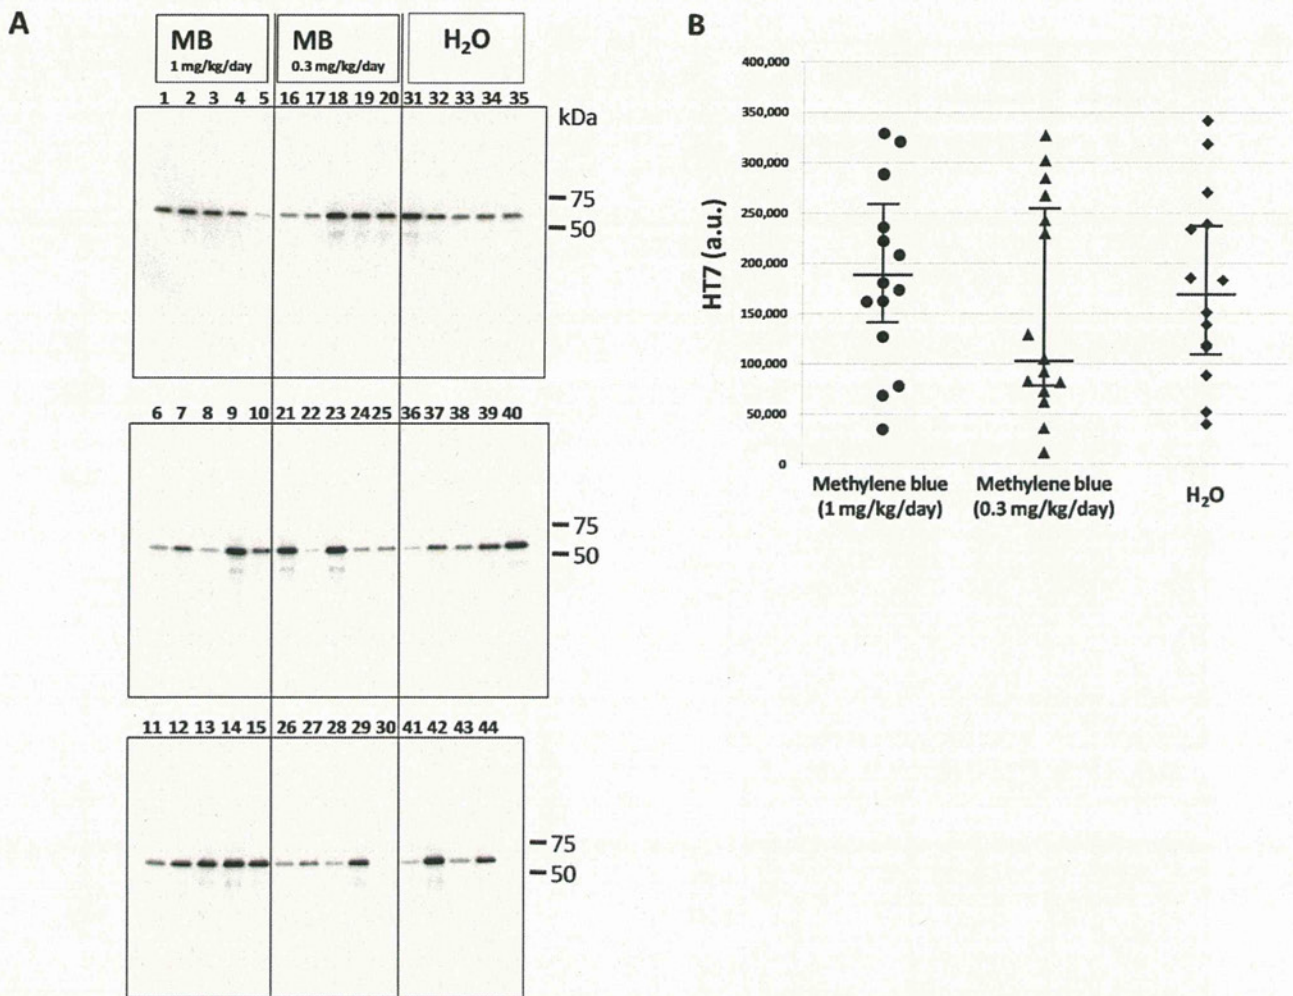 A
MB
1 mg/kg/day
MB
0.3 mg/kg/day
H₂O
1 2 3 4 5 16 17 18 19 20 31 32 33 34 35
kDa
75
50
6 7 8 9 10 21 22 23 24 25 36 37 38 39 40
75
50
11 12 13 14 15 26 27 28 29 30 41 42 43 44
75
50
B
400,000
350,000
300,000
250,000
200,000
150,000
100,000
50,000
0
HT7 (a.u.)
Methylene blue
(1 mg/kg/day)
Methylene blue
(0.3 mg/kg/day)
H₂O